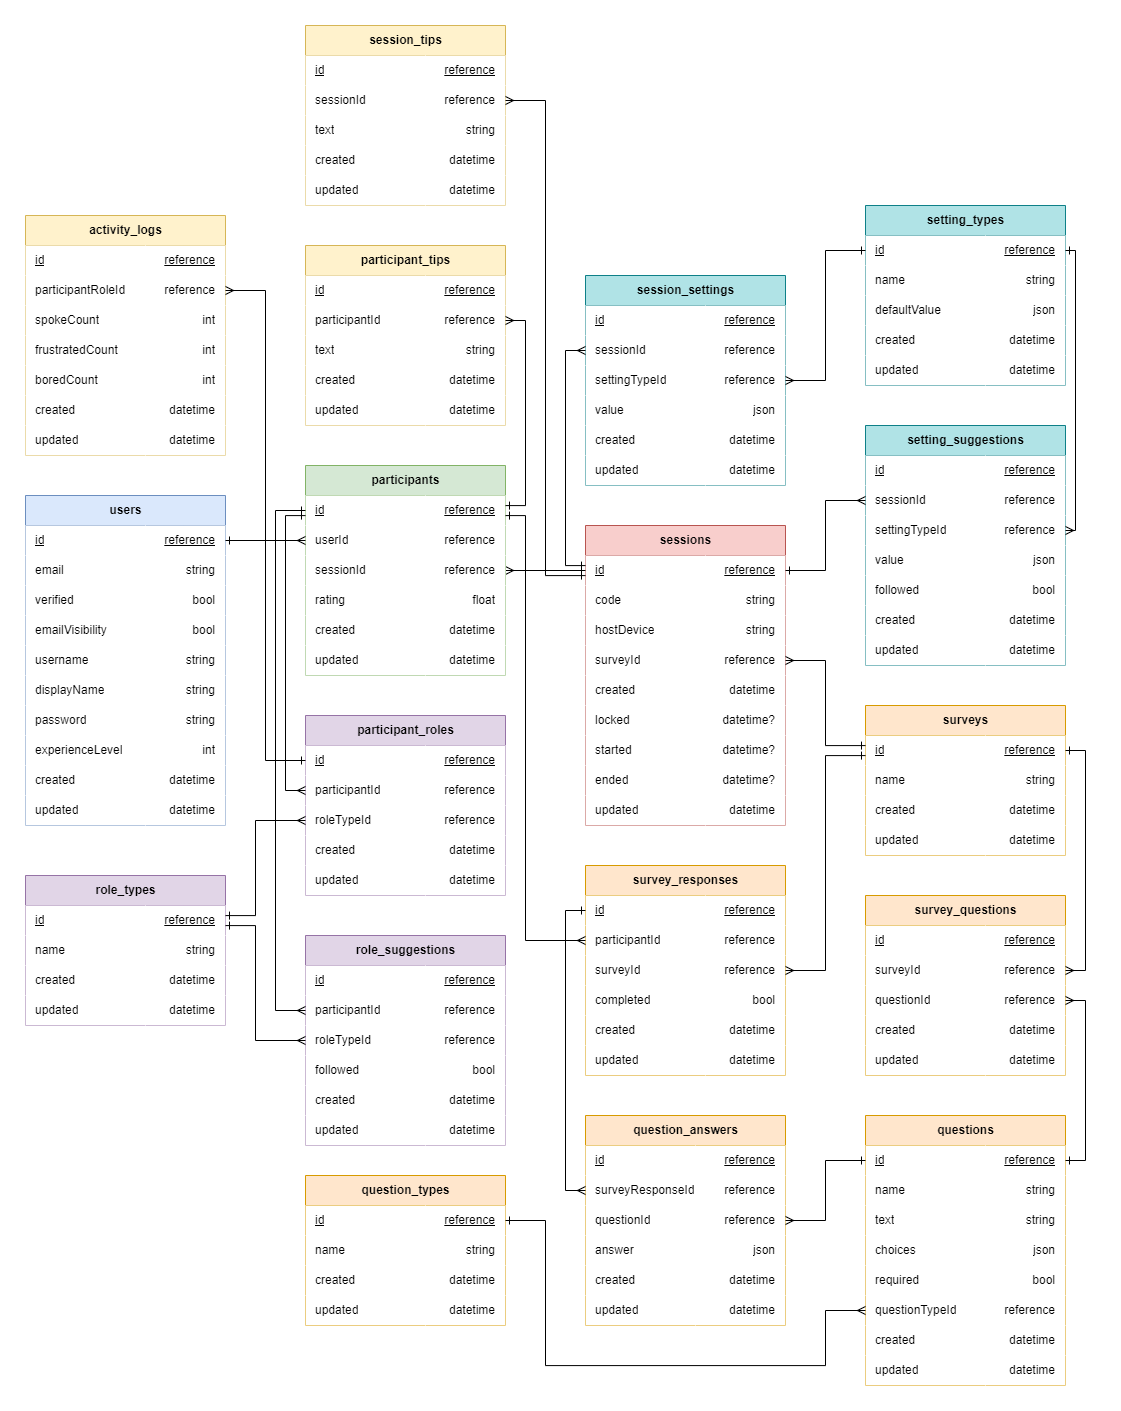 session_tips
id reference
sessionId reference
text string
created datetime
updated datetime
activity_logs
id reference
participantRoleId reference
spokeCount int
frustratedCount int
boredCount int
created datetime
updated datetime
participant_tips
id reference
participantId reference
text string
created datetime
updated datetime
setting_types
id reference
name string
defaultValue json
created datetime
updated datetime
session_settings
id reference
sessionId reference
settingTypeId reference
value json
created datetime
updated datetime
setting_suggestions
id reference
sessionId reference
settingTypeId reference
value json
followed bool
created datetime
updated datetime
users
id reference
email string
verified bool
emailVisibility bool
username string
displayName string
password string
experienceLevel int
created datetime
updated datetime
participants
id reference
userId reference
sessionId reference
rating float
created datetime
updated datetime
sessions
id reference
code string
hostDevice string
surveyId reference
created datetime
locked datetime?
started datetime?
ended datetime?
updated datetime
participant_roles
id reference
participantId reference
roleTypeId reference
created datetime
updated datetime
surveys
id reference
name string
created datetime
updated datetime
role_types
id reference
name string
created datetime
updated datetime
role_suggestions
id reference
participantId reference
roleTypeId reference
followed bool
created datetime
updated datetime
survey_responses
id reference
participantId reference
surveyId reference
completed bool
created datetime
updated datetime
survey_questions
id reference
surveyId reference
questionId reference
created datetime
updated datetime
question_types
id reference
name string
created datetime
updated datetime
question_answers
id reference
surveyResponseId reference
questionId reference
answer json
created datetime
updated datetime
questions
id reference
name string
text string
choices json
required bool
questionTypeId reference
created datetime
updated datetime